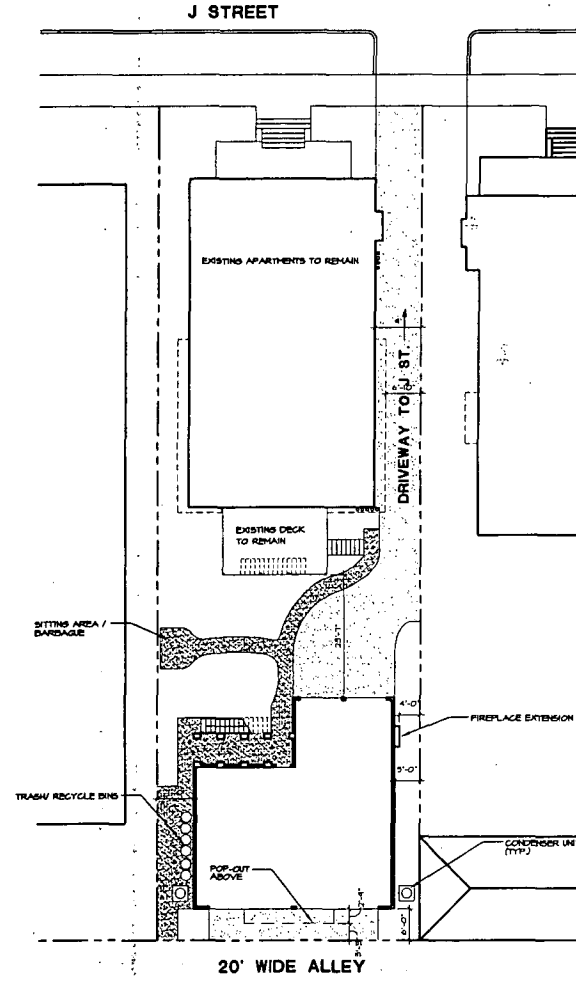 J STREET
EXISTING APARTMENTS TO REMAIN
DRIVEWAY TO J ST.
EXISTING DECK
TO REMAIN
SITTING AREA /
BARBAQUE
25'-1"
4'-0"
FIREPLACE EXTENSION
5'-0"
TRASH/ RECYCLE BINS
CONDENSER UNI
(TYP.)
POP-OUT
ABOVE
2'-4"
6'-0"
20' WIDE ALLEY